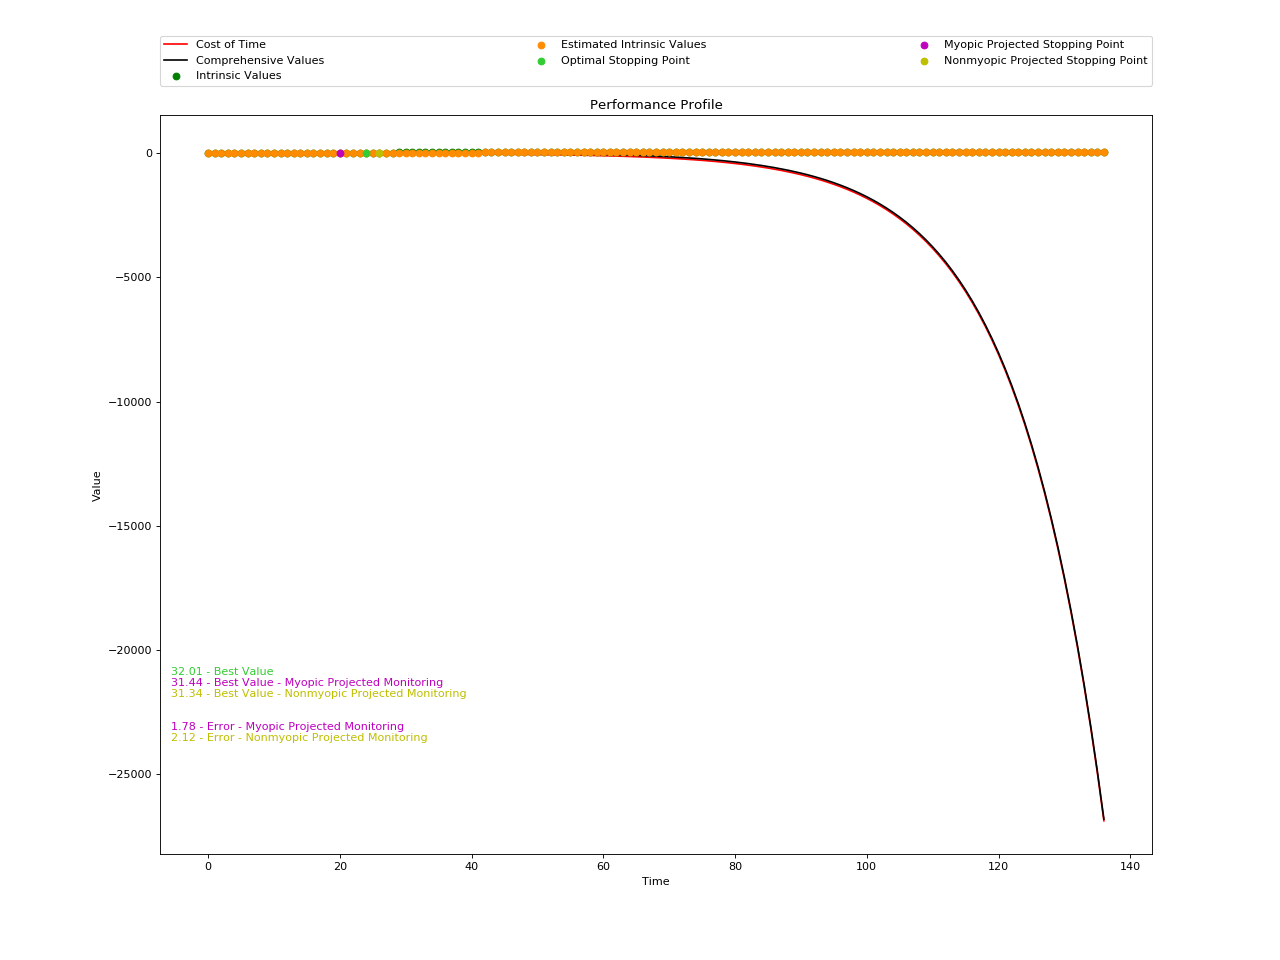 Cost of Time
Comprehensive Values
Intrinsic Values
Estimated Intrinsic Values
Optimal Stopping Point
Myopic Projected Stopping Point
Nonmyopic Projected Stopping Point
Performance Profile
0
−5000
−10000
−15000
−20000
−25000
Value
32.01 - Best Value
31.44 - Best Value - Myopic Projected Monitoring
31.34 - Best Value - Nonmyopic Projected Monitoring
1.78 - Error - Myopic Projected Monitoring
2.12 - Error - Nonmyopic Projected Monitoring
0 20 40 60 80 100 120 140
Time